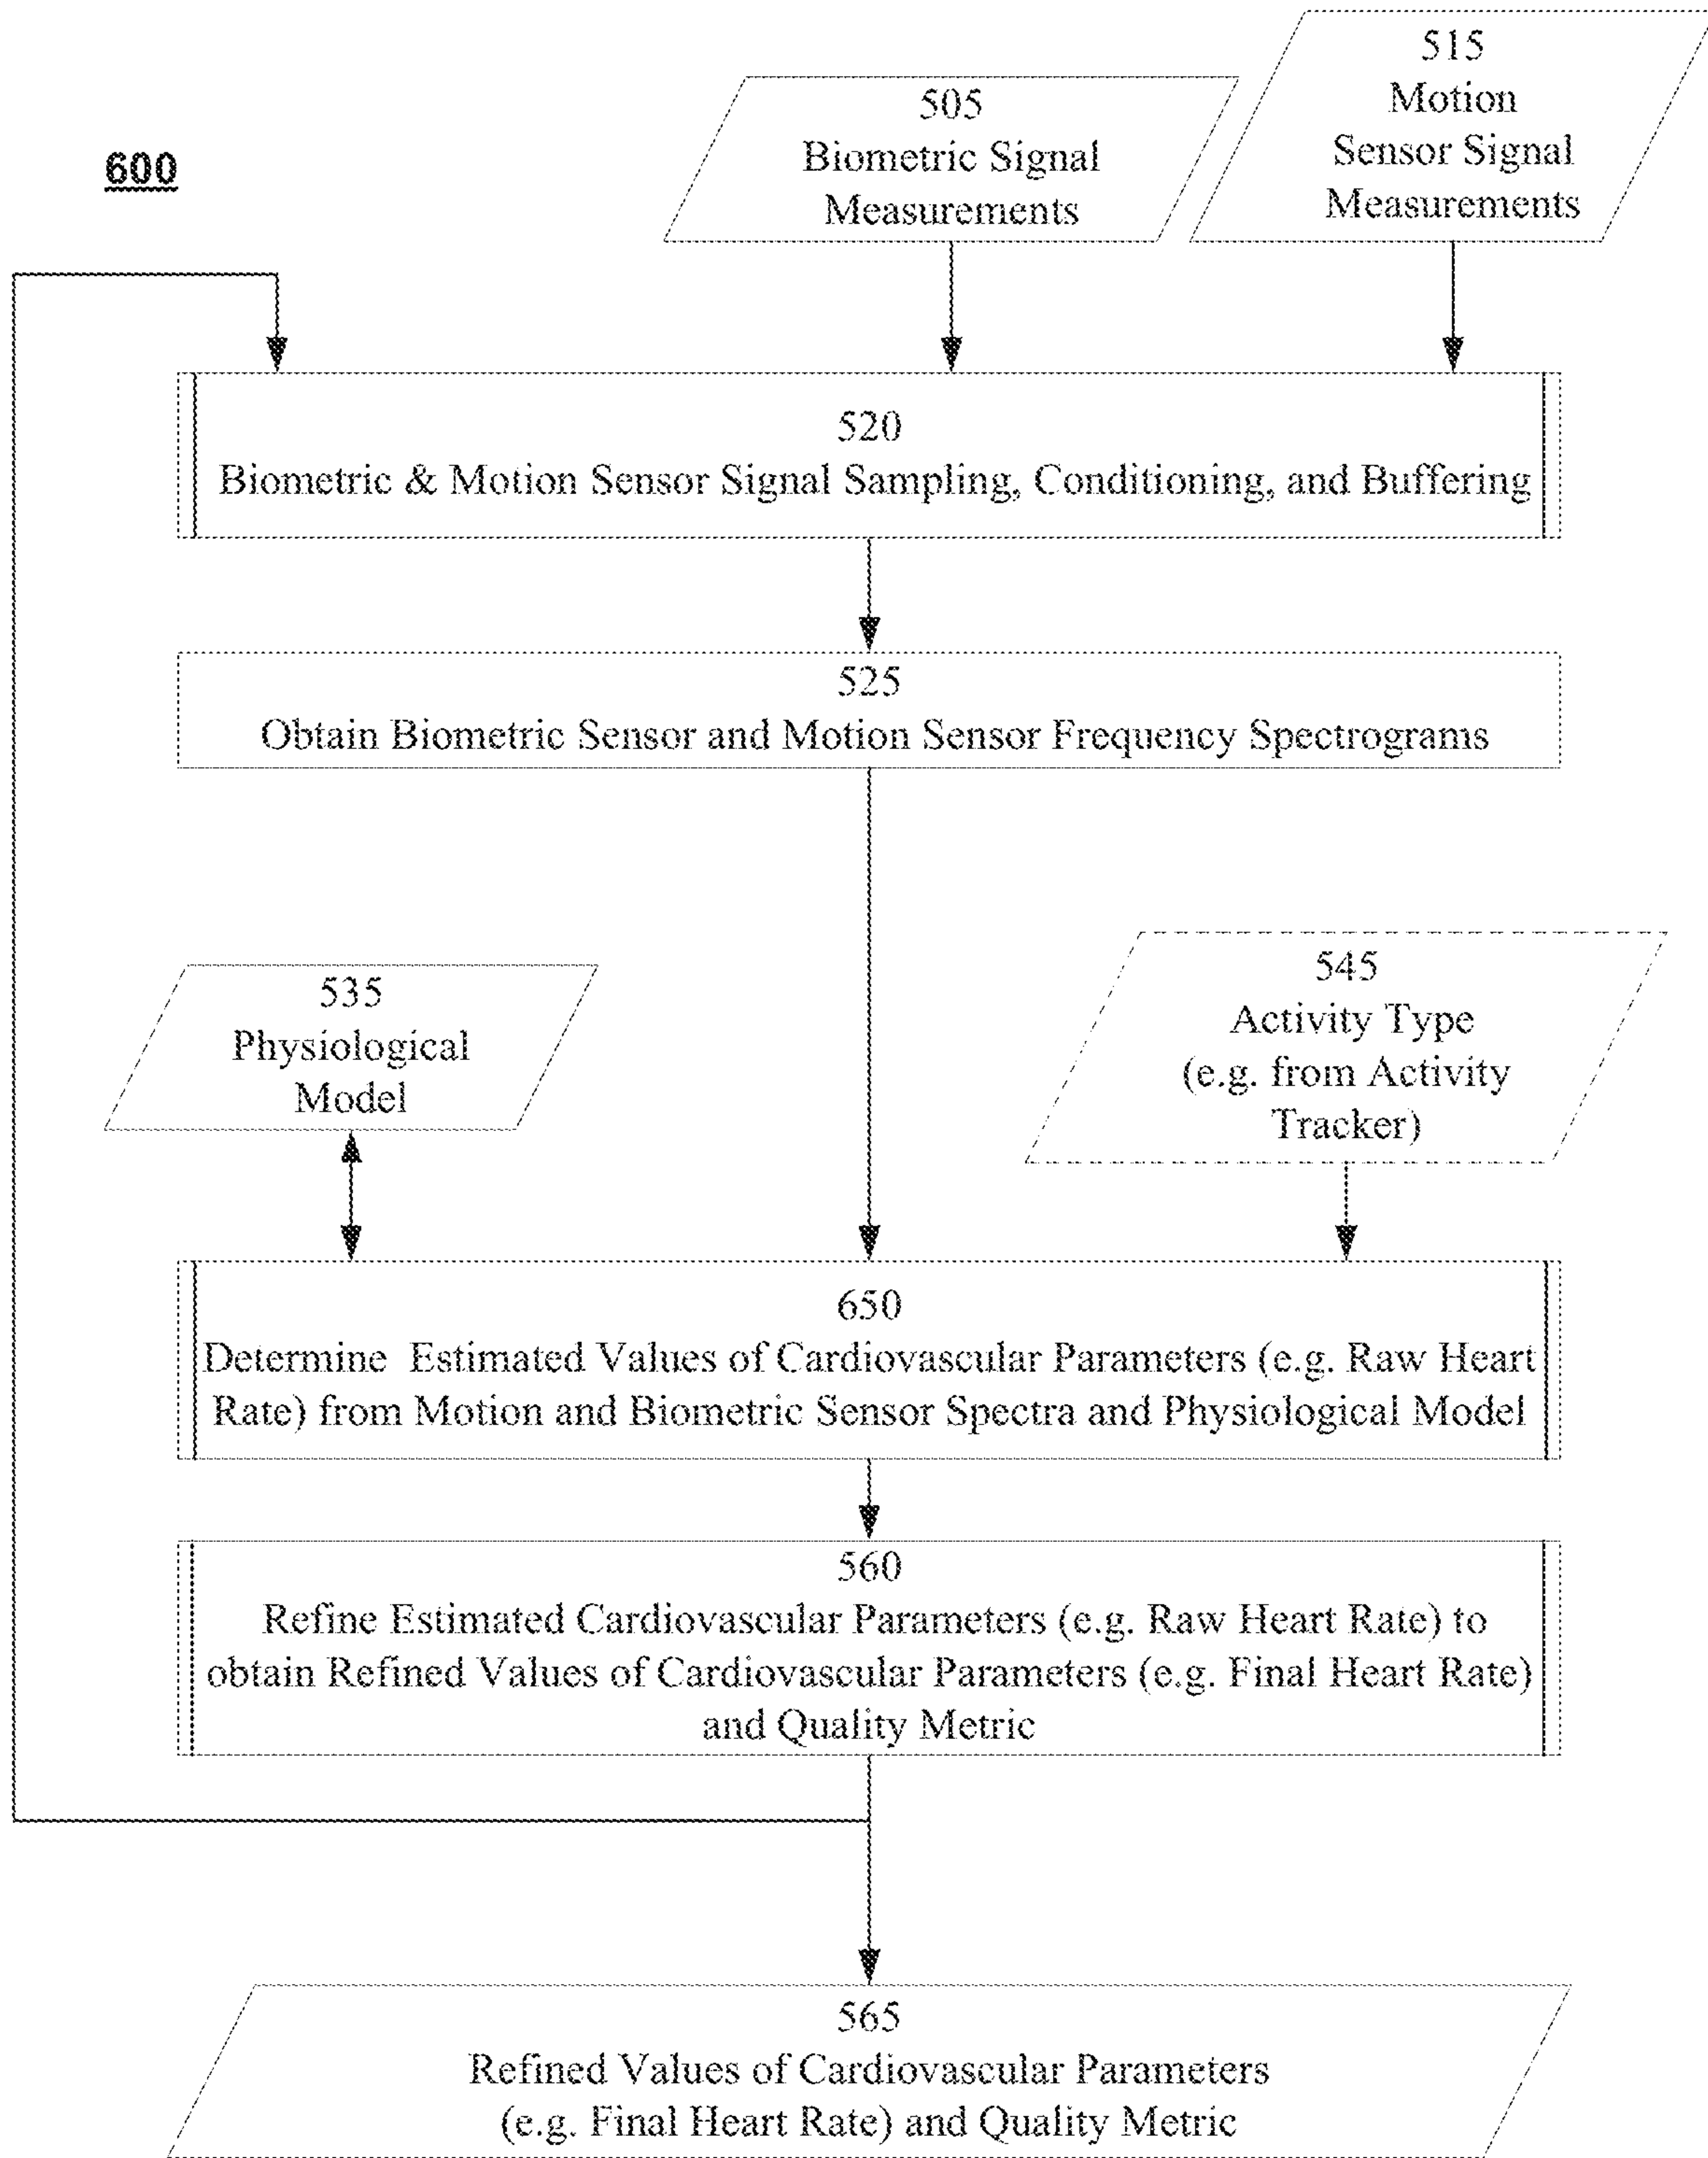 600
505
Biometric Signal
Measurements
515
Motion
Sensor Signal
Measurements
520
Biometric & Motion Sensor Signal Sampling, Conditioning, and Buffering
525
Obtain Biometric Sensor and Motion Sensor Frequency Spectrograms
535
Physiological
Model
545
Activity Type
(e.g. from Activity
Tracker)
650
Determine Estimated Values of Cardiovascular Parameters (e.g. Raw Heart
Rate) from Motion and Biometric Sensor Spectra and Physiological Model
560
Refine Estimated Cardiovascular Parameters (e.g. Raw Heart Rate) to
obtain Refined Values of Cardiovascular Parameters (e.g. Final Heart Rate)
and Quality Metric
565
Refined Values of Cardiovascular Parameters
(e.g. Final Heart Rate) and Quality Metric